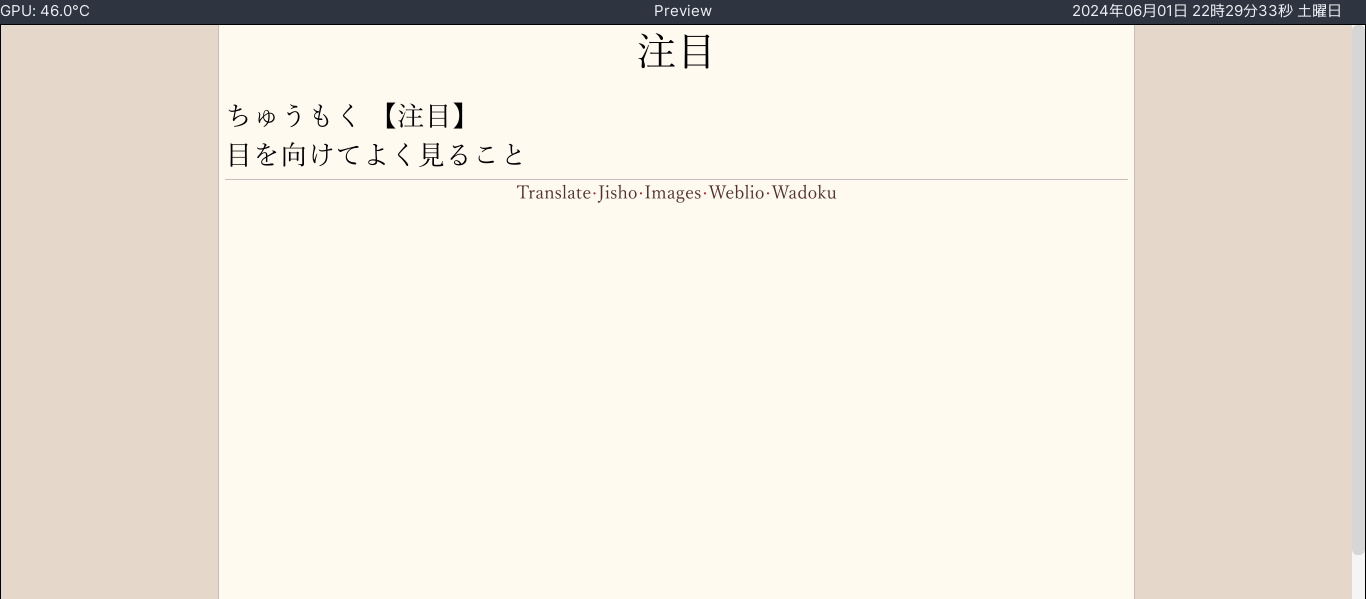 GPU: 46.0°C Preview 2024年06月01日 22時29分33秒 土曜日
注目
ちゅうもく 【注目】
目を向けてよく見ること
Translate·Jisho·Images·Weblio·Wadoku